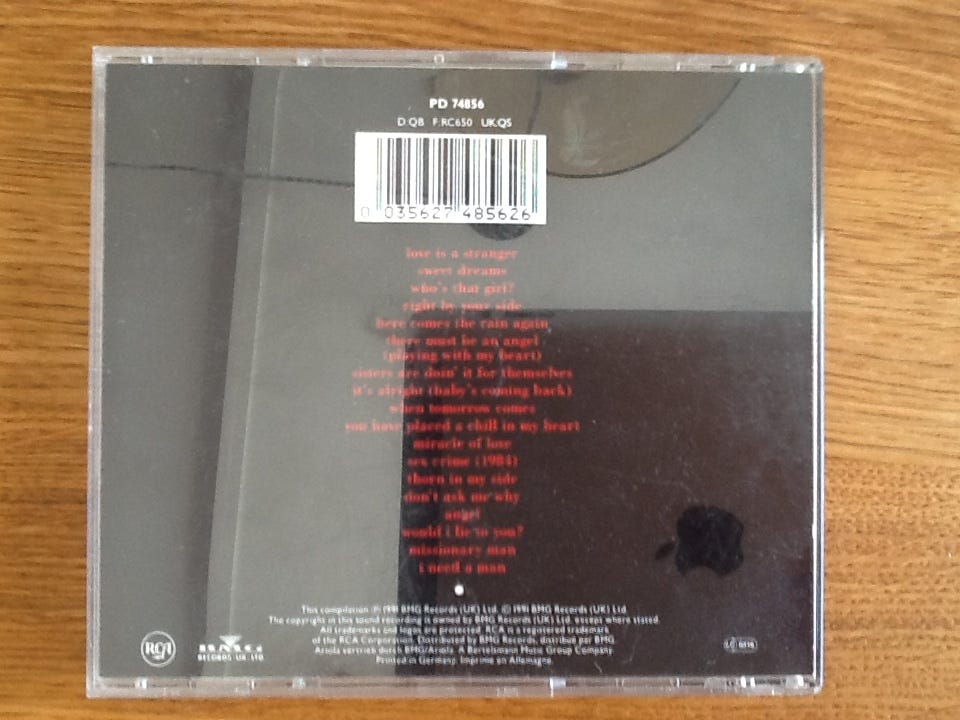 PD 74856
D:QB F:RC650 UK:QS
0 035627 485626
love is a stranger
sweet dreams
who's that girl?
right by your side
here comes the rain again
there must be an angel
(playing with my heart)
sisters are doin' it for themselves
it's alright (baby's coming back)
when tomorrow comes
you have placed a chill in my heart
miracle of love
sex crime (1984)
thorn in my side
don't ask me why
angel
would i lie to you?
missionary man
i need a man
This compilation ℗ 1991 BMG Records (UK) Ltd. © 1991 BMG Records (UK) Ltd.
The copyright in this sound recording is owned by BMG Records (UK) Ltd. except where stated.
All trademarks and logos are protected. RCA is a registered trademark
of the RCA Corporation. Distributed by BMG Records, distribué par BMG.
Ariola vertrieb durch BMG/Ariola. A Bertelsmann Music Group Company.
Printed in Germany. Imprimé en Allemagne.
RCA
BMG
RECORDS UK LTD.
LC 0316